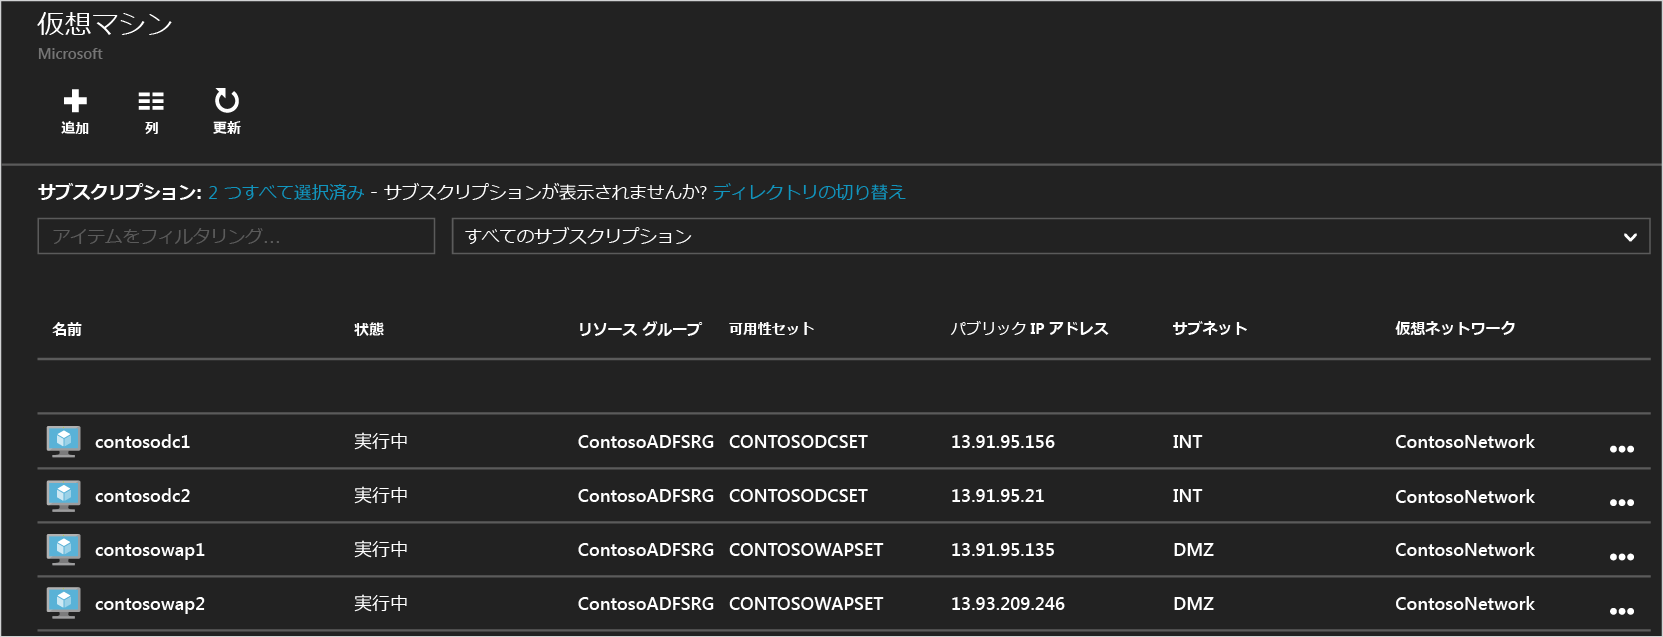 仮想マシン
Microsoft
追加 列 更新
サブスクリプション: 2 つすべて選択済み - サブスクリプションが表示されませんか? ディレクトリの切り替え
アイテムをフィルタリング... すべてのサブスクリプション
名前 状態 リソース グループ 可用性セット パブリック IP アドレス サブネット 仮想ネットワーク
contosodc1 実行中 ContosoADFSRG CONTOSODCSET 13.91.95.156 INT ContosoNetwork
contosodc2 実行中 ContosoADFSRG CONTOSODCSET 13.91.95.21 INT ContosoNetwork
contosowap1 実行中 ContosoADFSRG CONTOSOWAPSET 13.91.95.135 DMZ ContosoNetwork
contosowap2 実行中 ContosoADFSRG CONTOSOWAPSET 13.93.209.246 DMZ ContosoNetwork